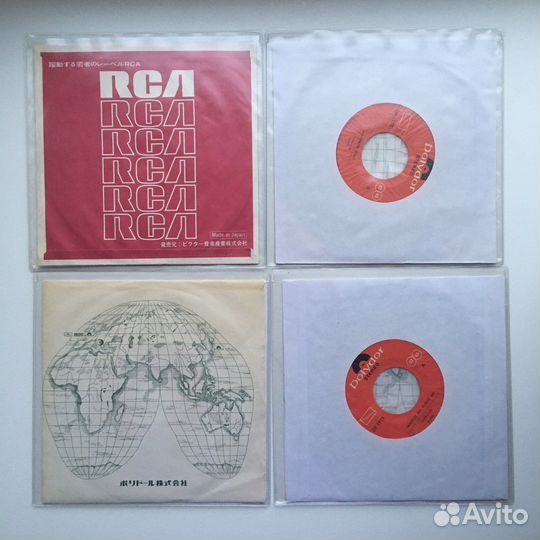 躍動する若者のレーベルRCA
RCA
RCA
RCA
RCA
RCA
RCA
Made in Japan
発売元：ビクター音楽産業株式会社
Polydor
STEREO
ポリドール株式会社
Polydor
STEREO
Avito